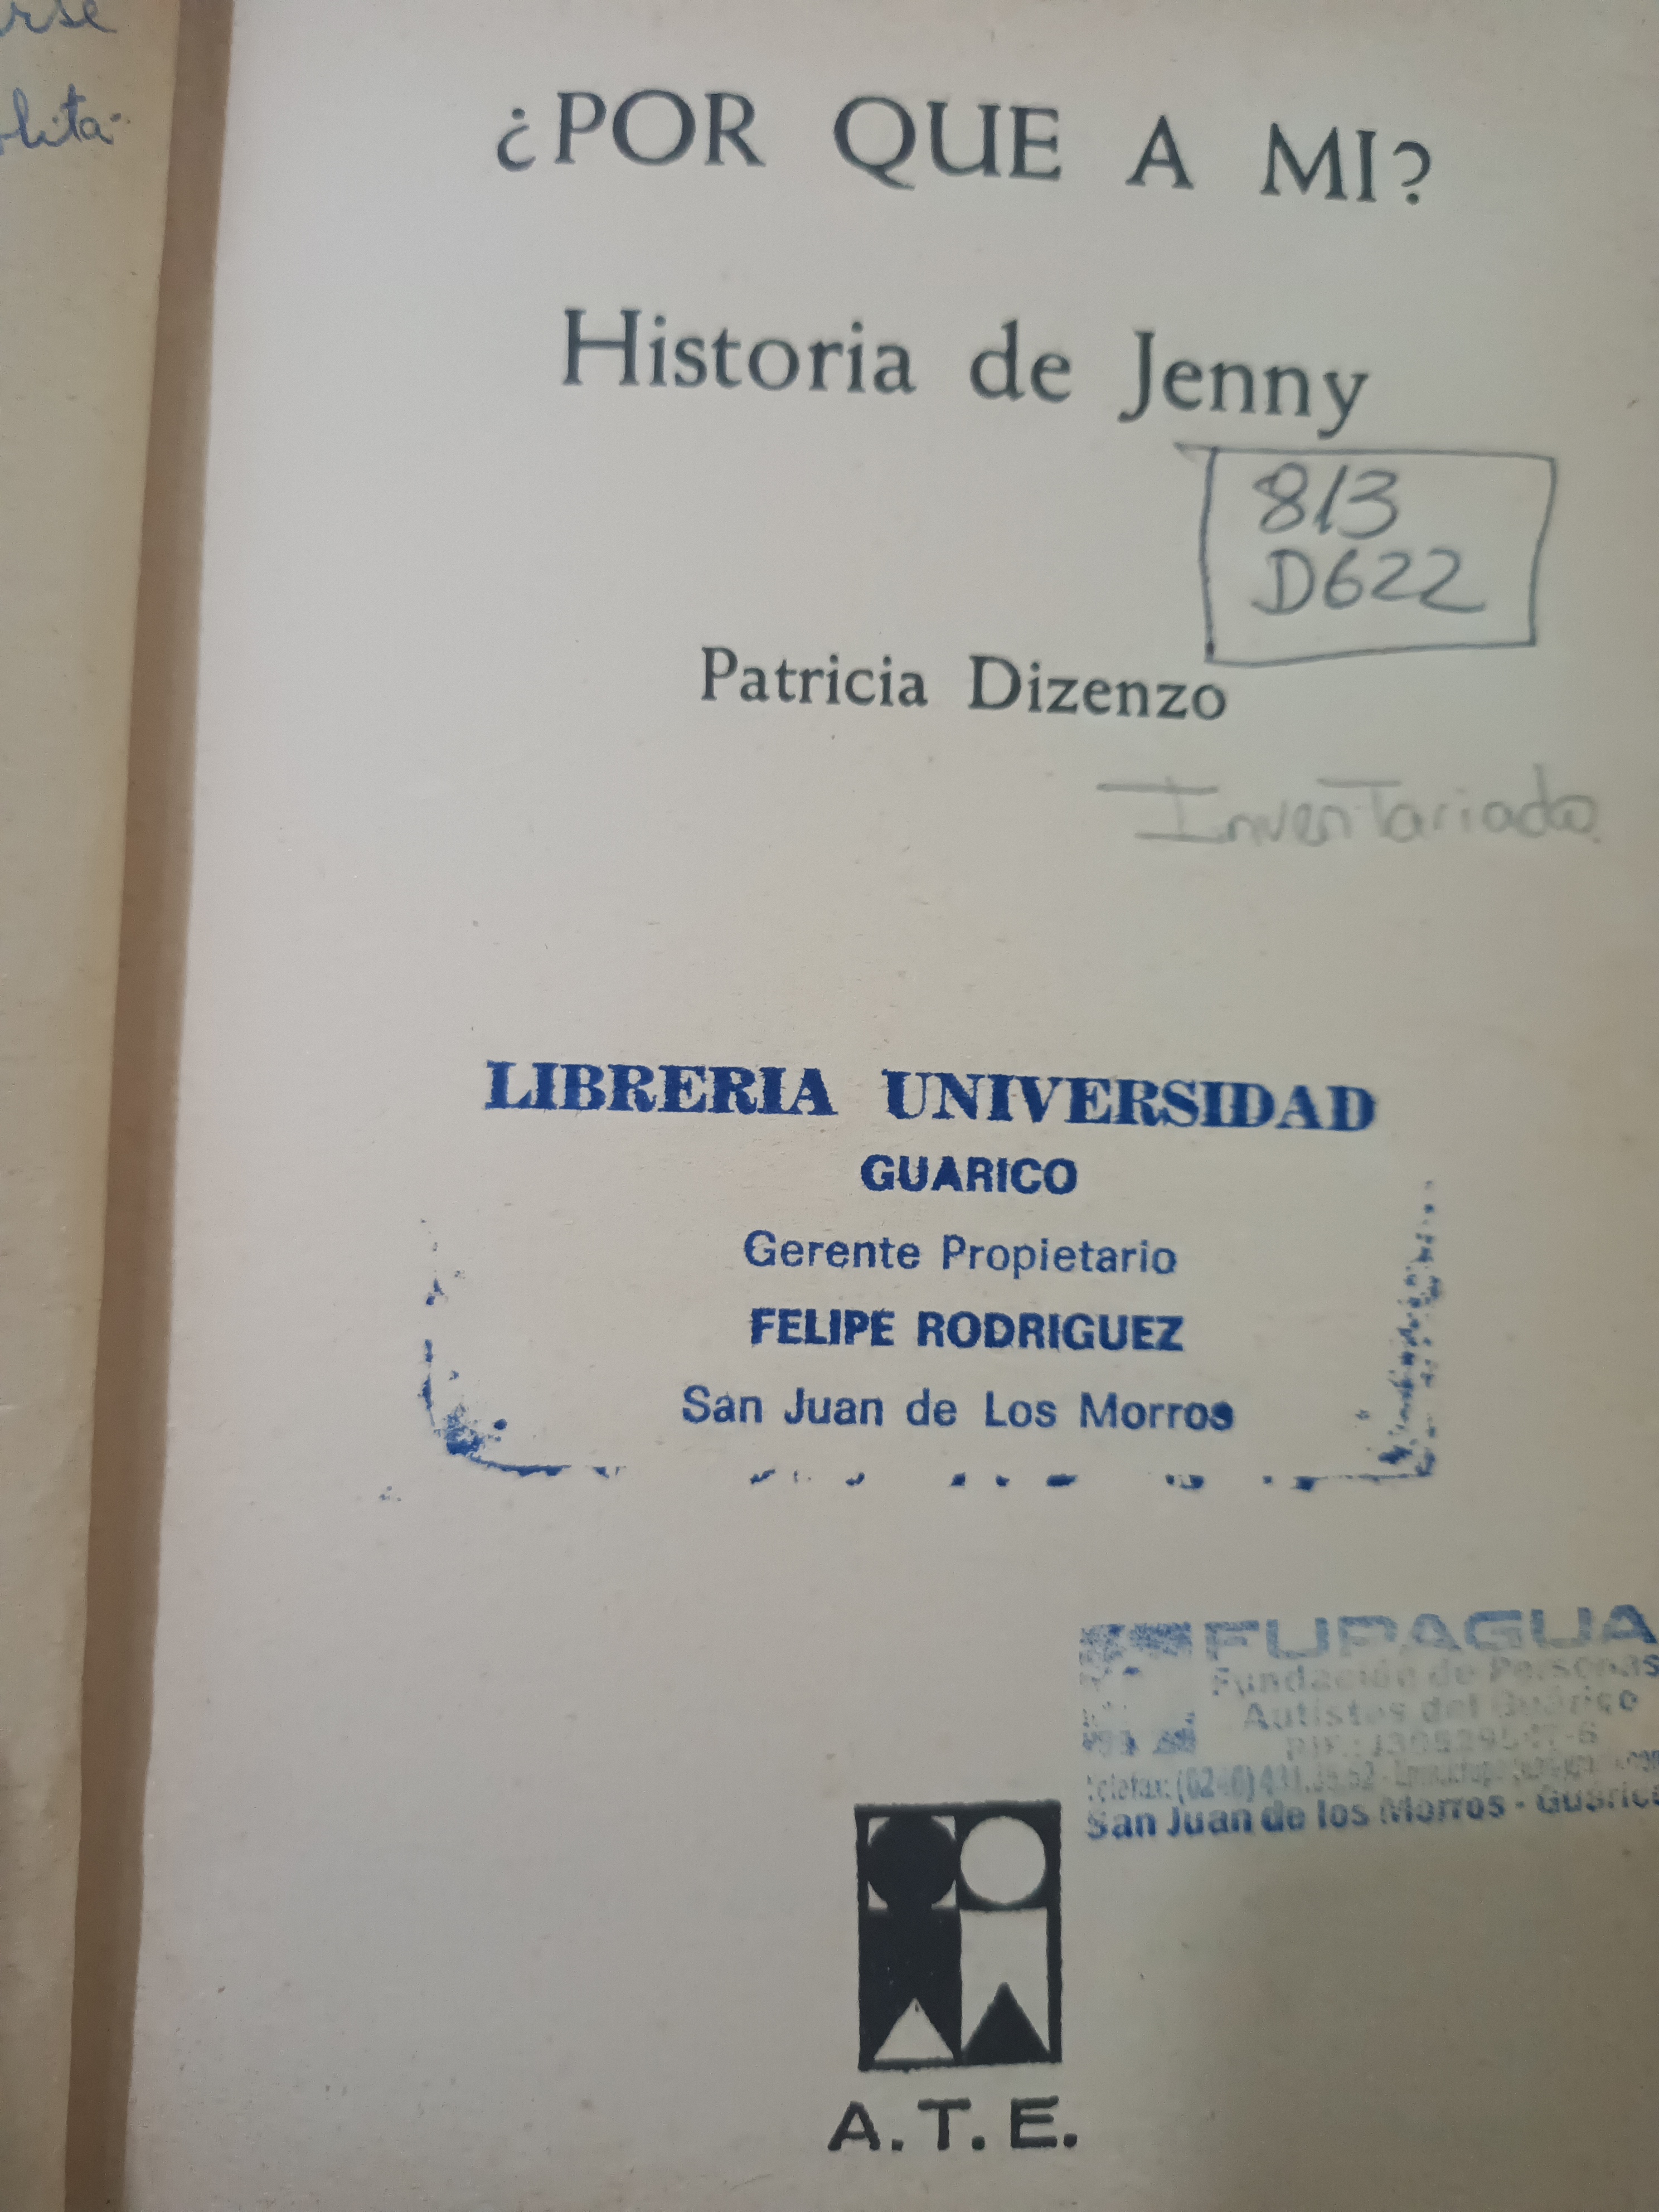 ¿POR QUE A MI?
Historia de Jenny
813
D622
Patricia Dizenzo
Inventariado
LIBRERIA UNIVERSIDAD
GUARICO
Gerente Propietario
FELIPE RODRIGUEZ
San Juan de Los Morros
FUPAGUA
Fundación de Personas
Autistas del Guárico
San Juan de los Morros - Guárico
A.T.E.